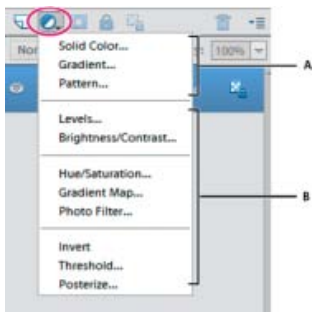 Nor
100%
Solid Color...
Gradient...
Pattern...
A
Levels...
Brightness/Contrast...
Hue/Saturation...
Gradient Map...
Photo Filter...
B
Invert
Threshold...
Posterize...